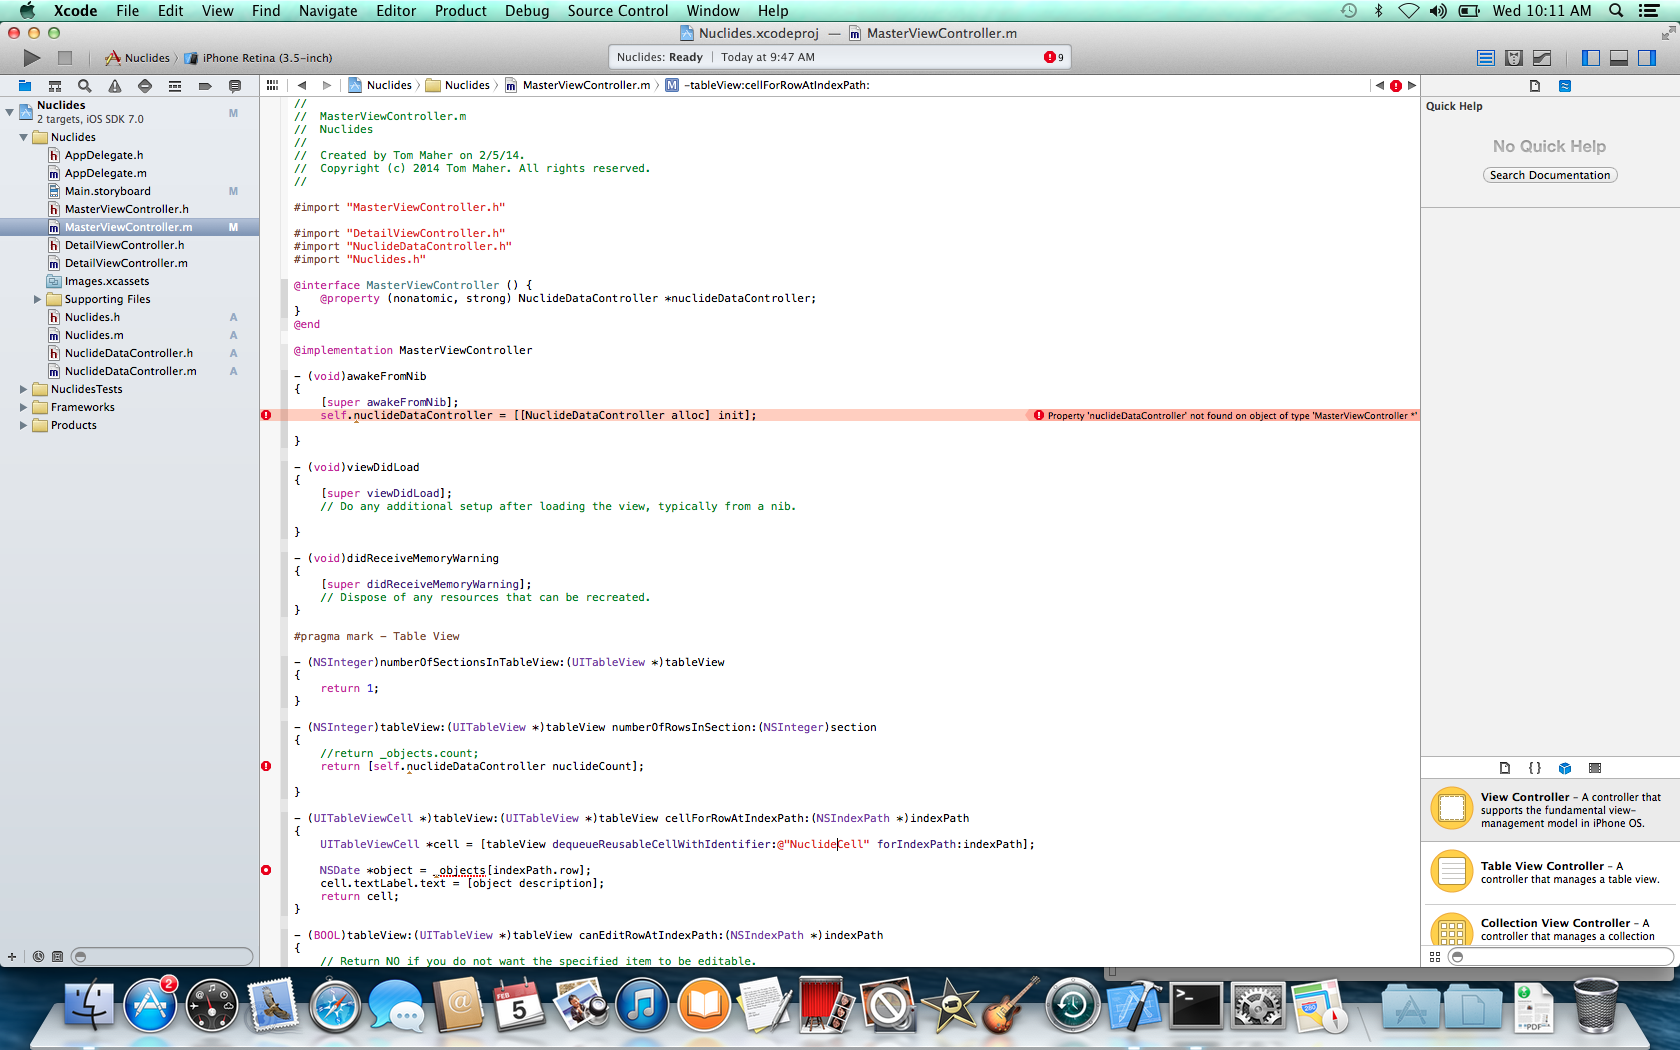 Xcode File Edit View Find Navigate Editor Product Debug Source Control Window Help Wed 10:11 AM
Nuclides.xcodeproj — MasterViewController.m
Nuclides iPhone Retina (3.5-inch)
Nuclides: Ready | Today at 9:47 AM 9
Nuclides Nuclides MasterViewController.m -tableView:cellForRowAtIndexPath:
Nuclides M
2 targets, iOS SDK 7.0
Nuclides
AppDelegate.h
AppDelegate.m
Main.storyboard M
MasterViewController.h
MasterViewController.m M
DetailViewController.h
DetailViewController.m
Images.xcassets
Supporting Files
Nuclides.h A
Nuclides.m A
NuclideDataController.h A
NuclideDataController.m A
NuclidesTests
Frameworks
Products
//
// MasterViewController.m
// Nuclides
//
// Created by Tom Maher on 2/5/14.
// Copyright (c) 2014 Tom Maher. All rights reserved.
//
#import "MasterViewController.h"
#import "DetailViewController.h"
#import "NuclideDataController.h"
#import "Nuclides.h"
@interface MasterViewController () {
@property (nonatomic, strong) NuclideDataController *nuclideDataController;
}
@end
@implementation MasterViewController
- (void)awakeFromNib
{
[super awakeFromNib];
self.nuclideDataController = [[NuclideDataController alloc] init];
Property 'nuclideDataController' not found on object of type 'MasterViewController *'
}
- (void)viewDidLoad
{
[super viewDidLoad];
// Do any additional setup after loading the view, typically from a nib.
}
- (void)didReceiveMemoryWarning
{
[super didReceiveMemoryWarning];
// Dispose of any resources that can be recreated.
}
#pragma mark - Table View
- (NSInteger)numberOfSectionsInTableView:(UITableView *)tableView
{
return 1;
}
- (NSInteger)tableView:(UITableView *)tableView numberOfRowsInSection:(NSInteger)section
{
//return _objects.count;
return [self.nuclideDataController nuclideCount];
}
- (UITableViewCell *)tableView:(UITableView *)tableView cellForRowAtIndexPath:(NSIndexPath *)indexPath
{
UITableViewCell *cell = [tableView dequeueReusableCellWithIdentifier:@"NuclideCell" forIndexPath:indexPath];
NSDate *object = _objects[indexPath.row];
cell.textLabel.text = [object description];
return cell;
}
- (BOOL)tableView:(UITableView *)tableView canEditRowAtIndexPath:(NSIndexPath *)indexPath
{
// Return NO if you do not want the specified item to be editable.
Quick Help
No Quick Help
Search Documentation
{ }
View Controller - A controller that
supports the fundamental view-
management model in iPhone OS.
Table View Controller - A
controller that manages a table view.
Collection View Controller - A
controller that manages a collection
2
FEB
5
PDF